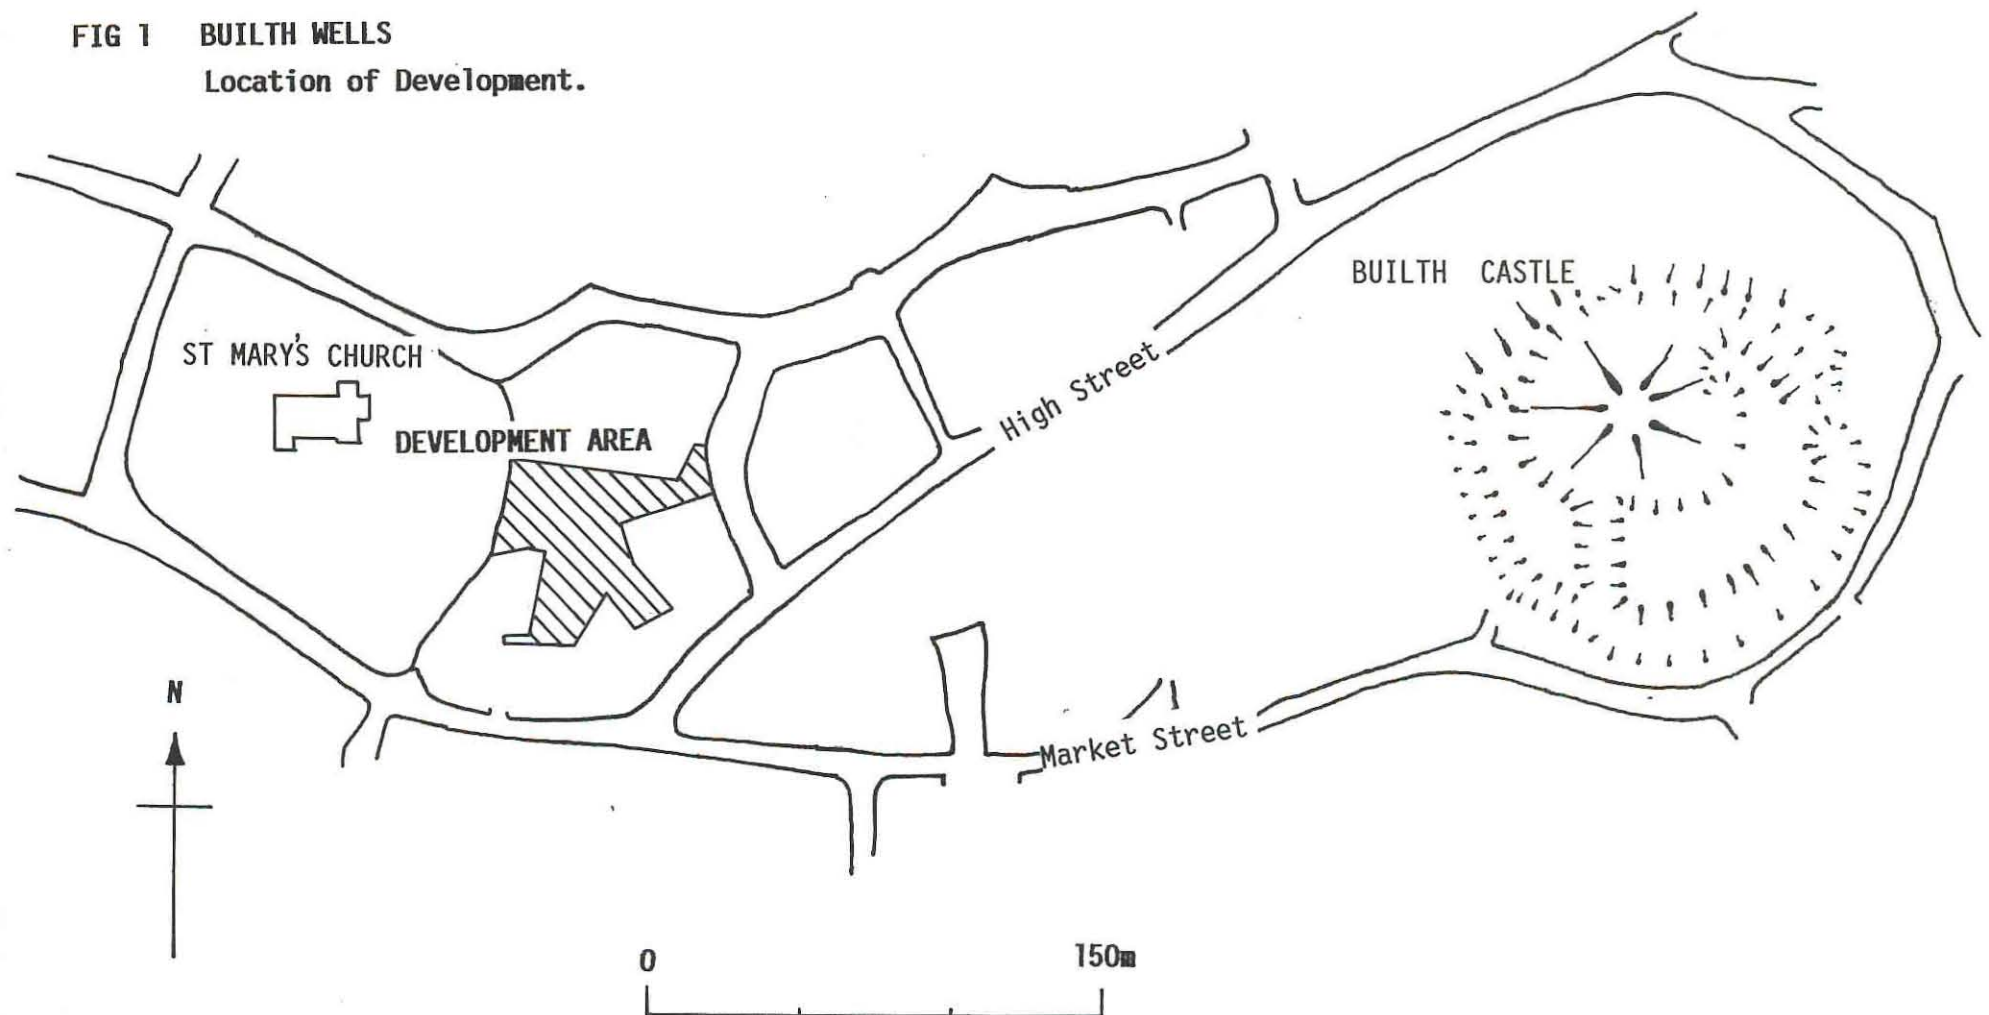 FIG 1 BUILTH WELLS
Location of Development.
BUILTH CASTLE
ST MARY'S CHURCH
High Street
DEVELOPMENT AREA
N
Market Street
0 150m